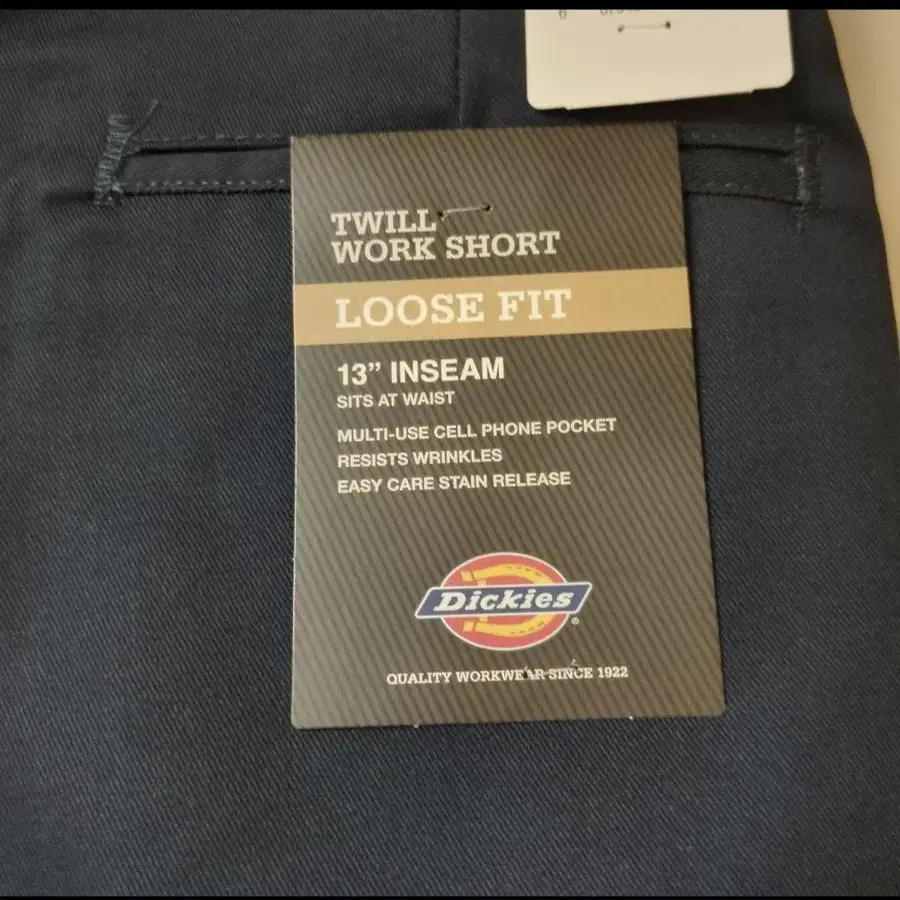 TWILL
WORK SHORT
LOOSE FIT
13” INSEAM
SITS AT WAIST
MULTI-USE CELL PHONE POCKET
RESISTS WRINKLES
EASY CARE STAIN RELEASE
Dickies®
QUALITY WORKWEAR SINCE 1922